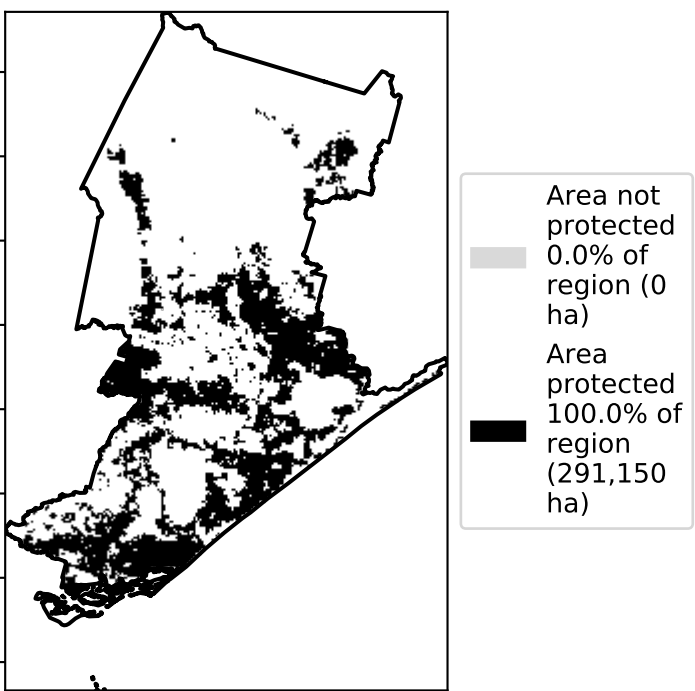 Area not
protected
0.0% of
region (0
ha)
Area
protected
100.0% of
region
(291,150
ha)